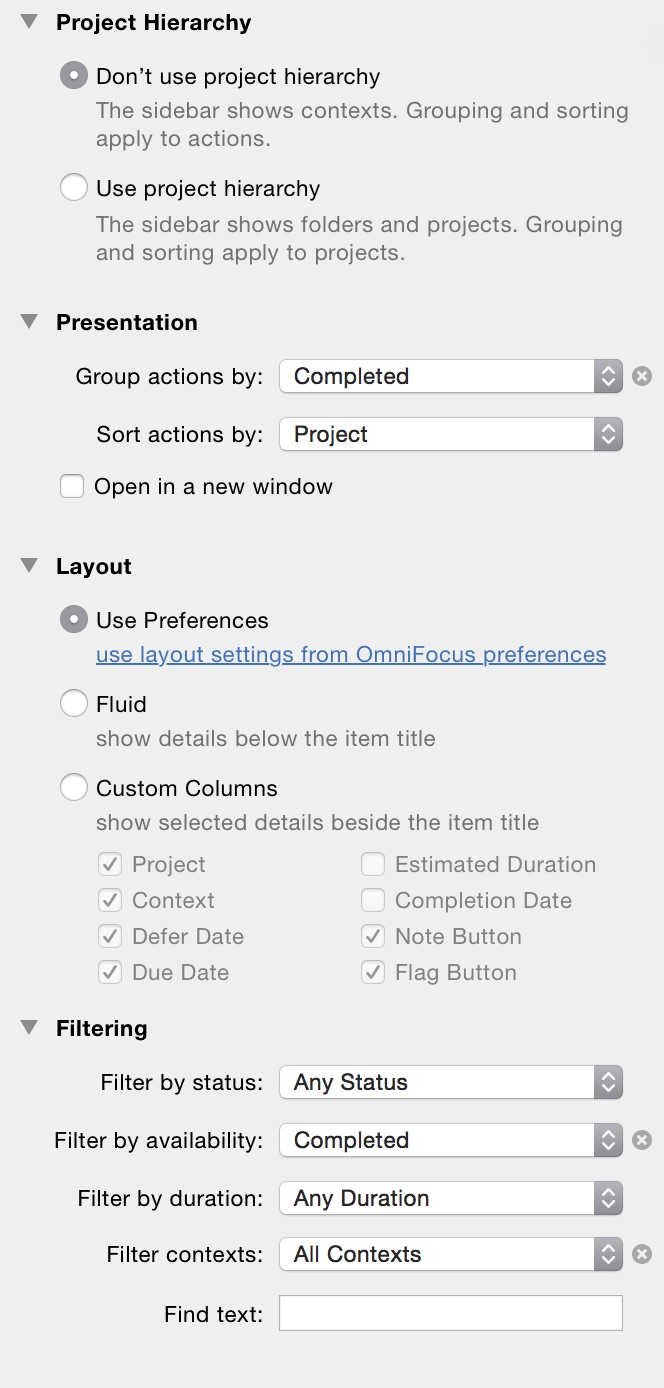 Project Hierarchy
Don't use project hierarchy
The sidebar shows contexts. Grouping and sorting
apply to actions.
Use project hierarchy
The sidebar shows folders and projects. Grouping
and sorting apply to projects.
Presentation
Group actions by: Completed
Sort actions by: Project
Open in a new window
Layout
Use Preferences
use layout settings from OmniFocus preferences
Fluid
show details below the item title
Custom Columns
show selected details beside the item title
Project Estimated Duration
Context Completion Date
Defer Date Note Button
Due Date Flag Button
Filtering
Filter by status: Any Status
Filter by availability: Completed
Filter by duration: Any Duration
Filter contexts: All Contexts
Find text: